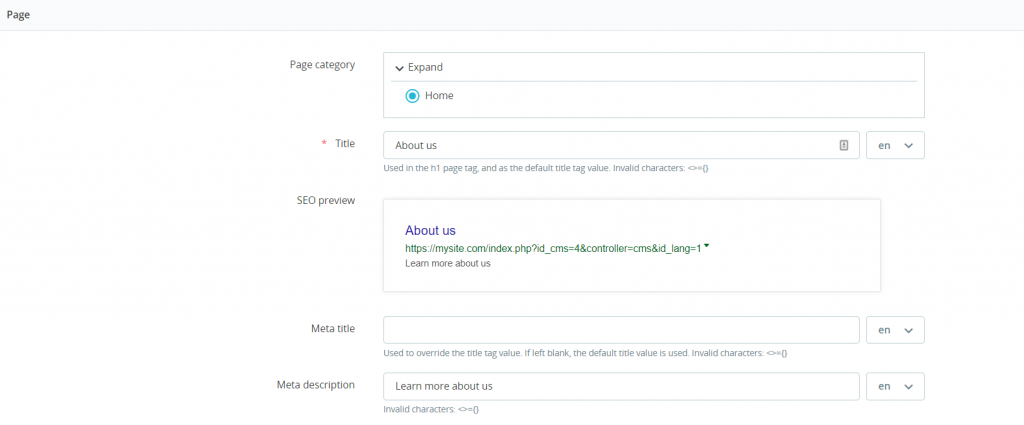 Page
Page category
Expand
Home
* Title
About us
en
Used in the h1 page tag, and as the default title tag value. Invalid characters: <>={}
SEO preview
About us
https://mysite.com/index.php?id_cms=4&controller=cms&id_lang=1
Learn more about us
Meta title
en
Used to override the title tag value. If left blank, the default title value is used. Invalid characters: <>={}
Meta description
Learn more about us
en
Invalid characters: <>={}